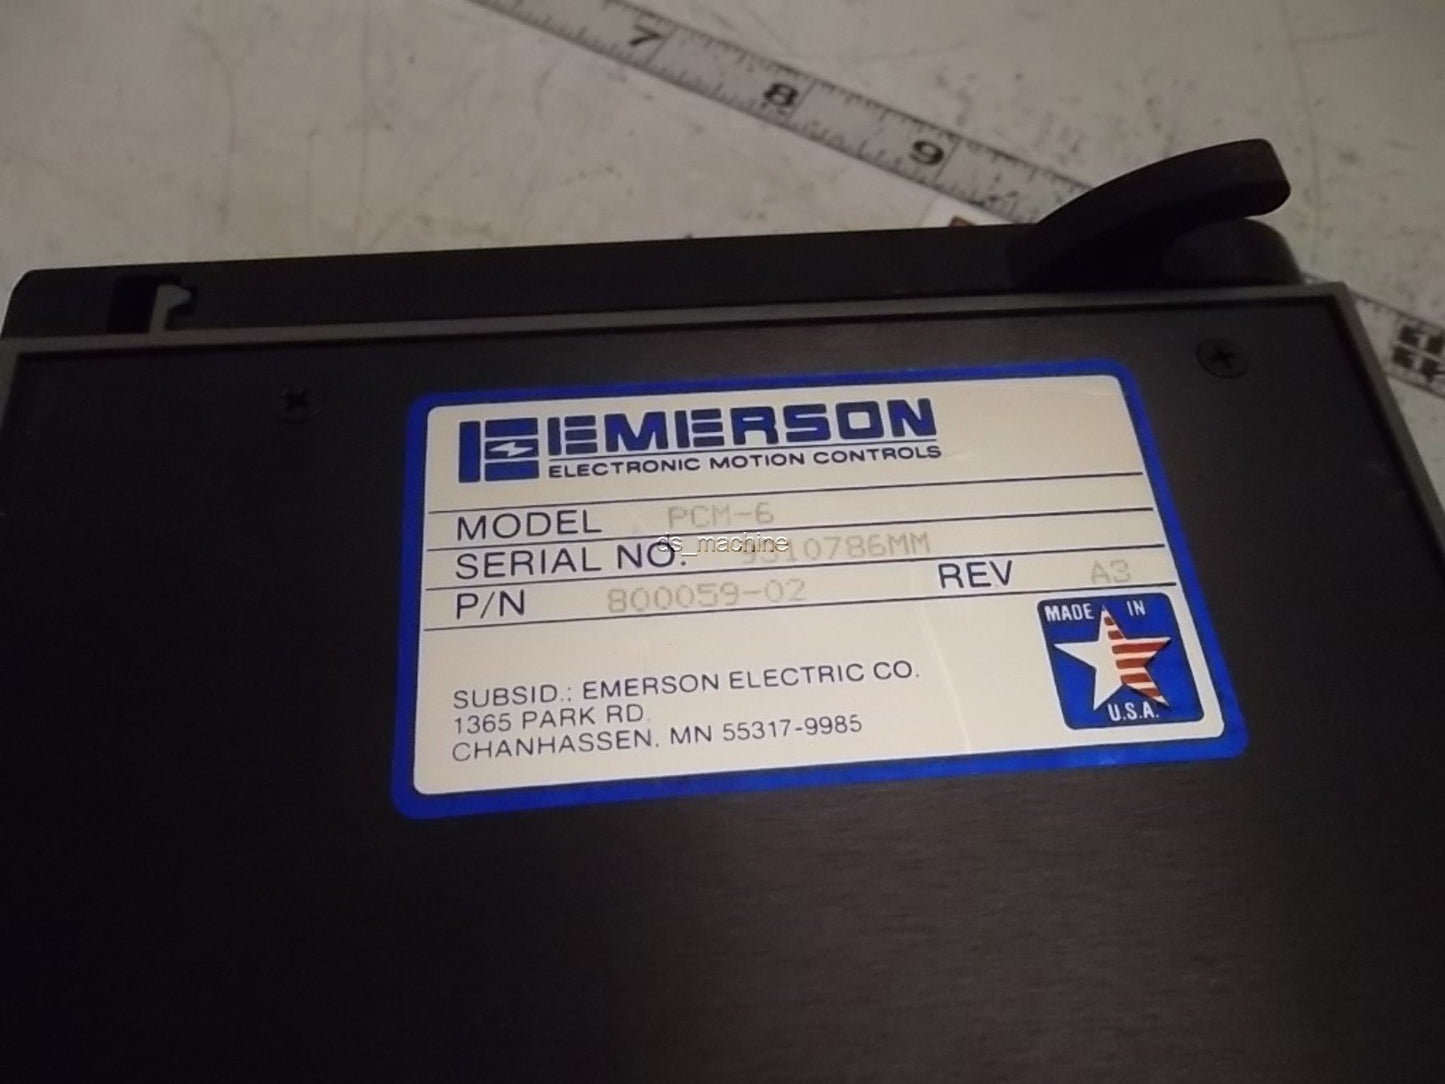 7
8
9
EMERSON
ELECTRONIC MOTION CONTROLS
MODEL PCM-6
SERIAL NO. 9310786MM
ds_machine
P/N 800059-02 REV A3
MADE IN
U.S.A.
SUBSID.: EMERSON ELECTRIC CO.
1365 PARK RD.
CHANHASSEN. MN 55317-9985